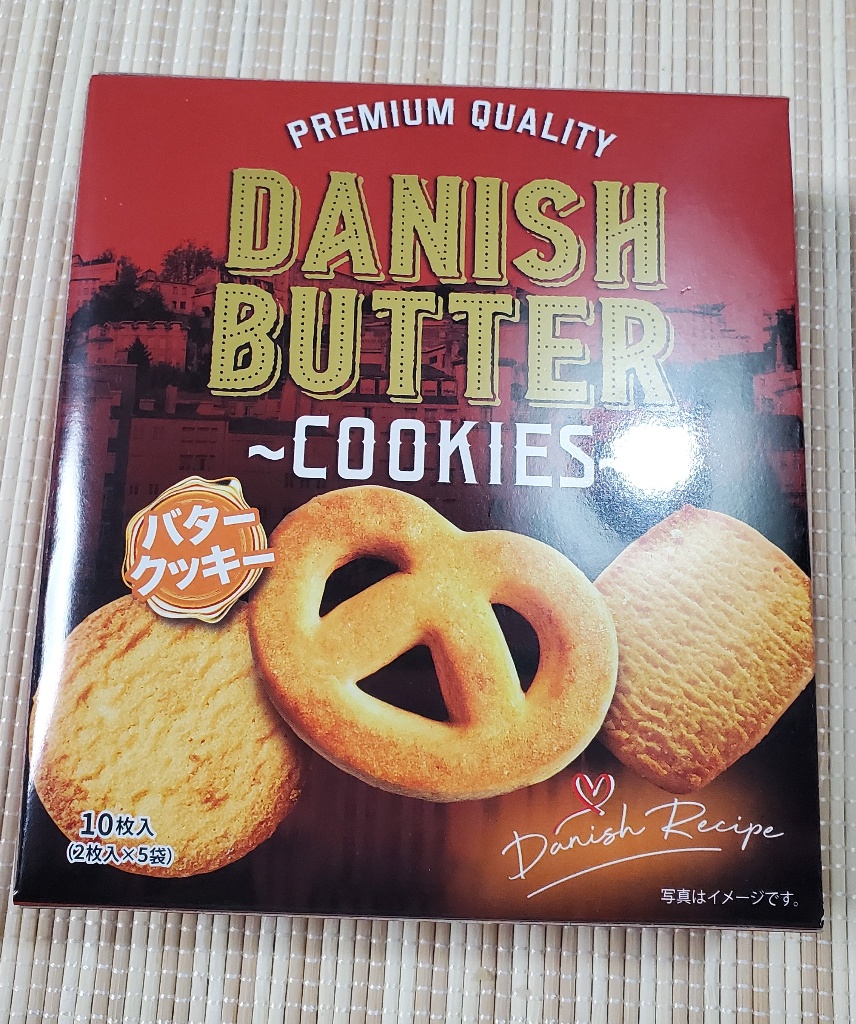 PREMIUM QUALITY
DANISH
BUTTER
~COOKIES~
バター
クッキー
10枚入
(2枚入×5袋)
Danish Recipe
写真はイメージです。